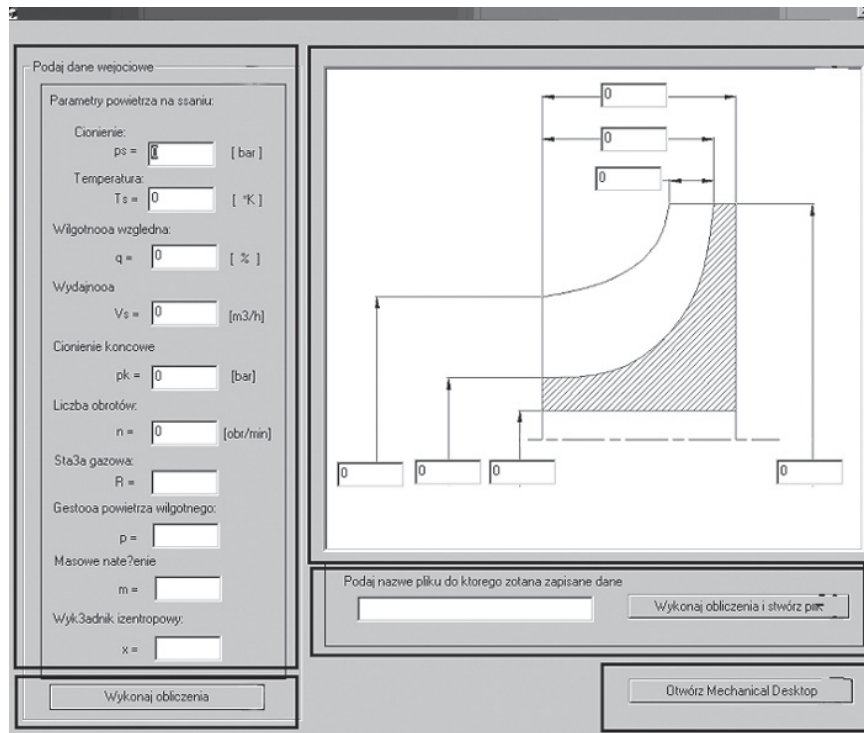 Podaj dane wejociowe
Parametry powietrza na ssaniu:
Cionienie:
ps = 0 [ bar ]
Temperatura:
Ts = 0 [ °K ]
Wilgotnooa wzgledna:
q = 0 [ % ]
Wydajnooa
Vs = 0 [m3/h]
Cionienie koncowe
pk = 0 [bar]
Liczba obrotów:
n = 0 [obr/min]
Sta3a gazowa:
R =
Gestooa powietrza wilgotnego:
p =
Masowe nate?enie
m =
Wyk3adnik izentropowy:
x =
Wykonaj obliczenia
0
0
0
0
0
0
0
Podaj nazwe pliku do ktorego zotana zapisane dane
Wykonaj obliczenia i stwórz
Otwórz Mechanical Desktop